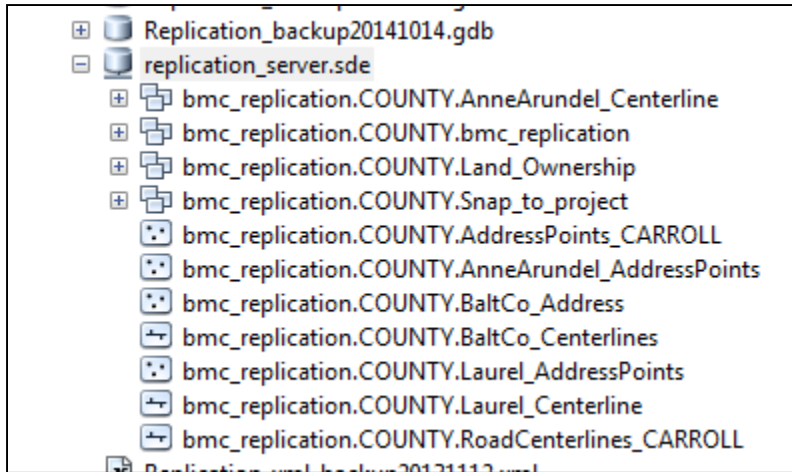 Replication_backup20141014.gdb
replication_server.sde
bmc_replication.COUNTY.AnneArundel_Centerline
bmc_replication.COUNTY.bmc_replication
bmc_replication.COUNTY.Land_Ownership
bmc_replication.COUNTY.Snap_to_project
bmc_replication.COUNTY.AddressPoints_CARROLL
bmc_replication.COUNTY.AnneArundel_AddressPoints
bmc_replication.COUNTY.BaltCo_Address
bmc_replication.COUNTY.BaltCo_Centerlines
bmc_replication.COUNTY.Laurel_AddressPoints
bmc_replication.COUNTY.Laurel_Centerline
bmc_replication.COUNTY.RoadCenterlines_CARROLL